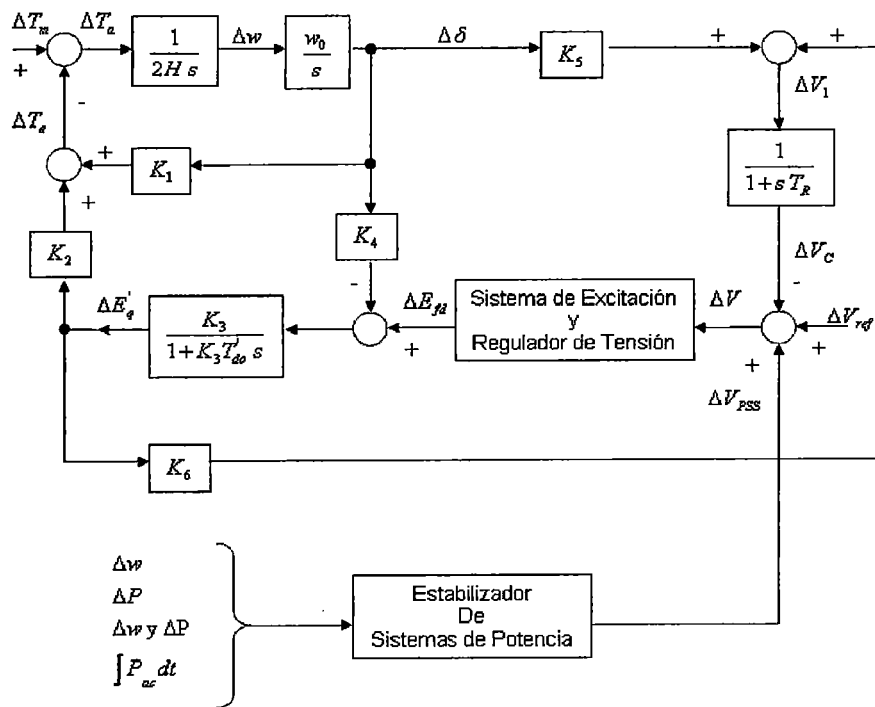 ΔT_m
ΔT_a
1
2H s
Δw
w_0
s
Δδ
K_5
+
+
+
-
ΔT_e
ΔV_1
1
1+s T_R
+
K_1
+
K_2
K_4
ΔV_C
-
-
ΔE'_q
K_3
1+K_3T'_do s
ΔE_fd
+
Sistema de Excitación
y
Regulador de Tensión
ΔV
ΔV_ref
+
+
ΔV_PSS
K_6
Δw
ΔP
Δw y ΔP
∫P_ac dt
Estabilizador
De
Sistemas de Potencia